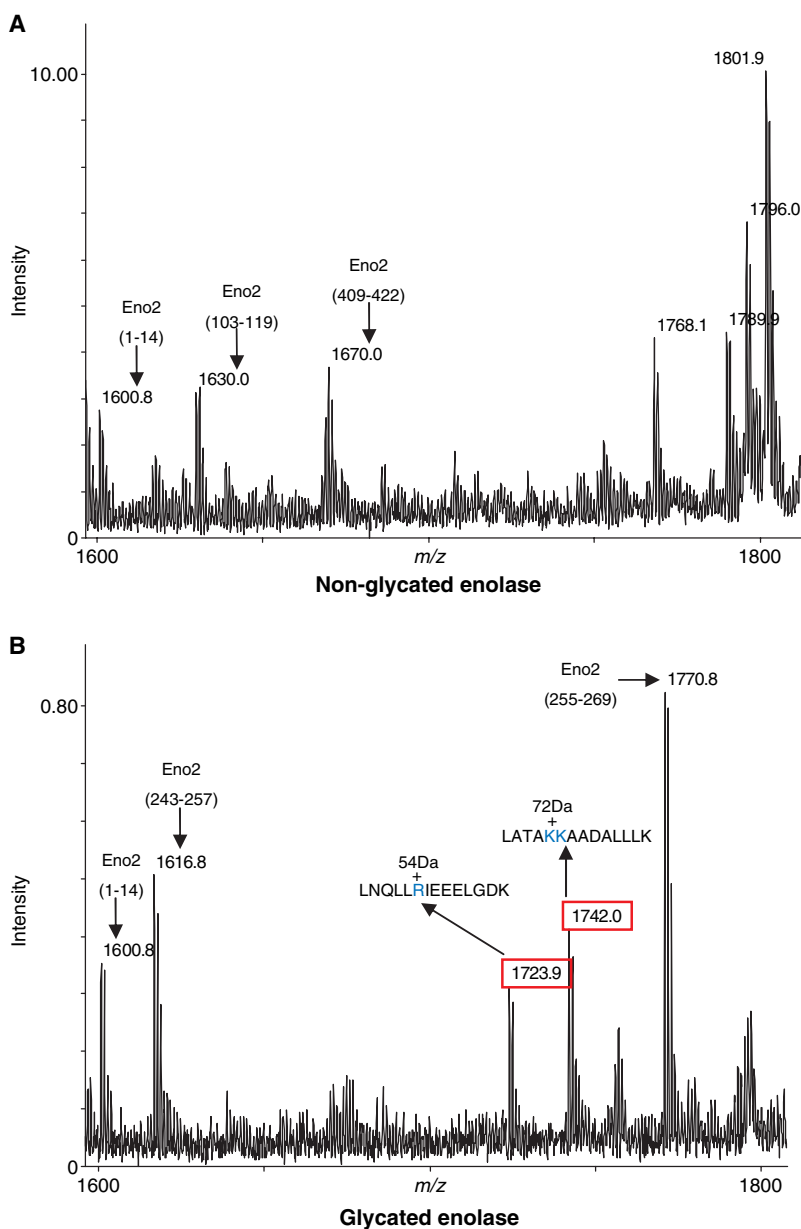 A
10.00
1801.9
1796.0
Eno2
(409-422)
Eno2
(103-119)
Eno2
(1-14)
1670.0
1768.1
1789.9
1630.0
1600.8
Intensity
0
1600
m/z
1800
Non-glycated enolase
B
0.80
Eno2
(255-269)
1770.8
Eno2
(243-257)
72Da
+
LATAKKAADALLLK
Eno2
(1-14)
1616.8
54Da
+
LNQLLRIEEELGDK
1742.0
1600.8
1723.9
Intensity
0
1600
m/z
1800
Glycated enolase